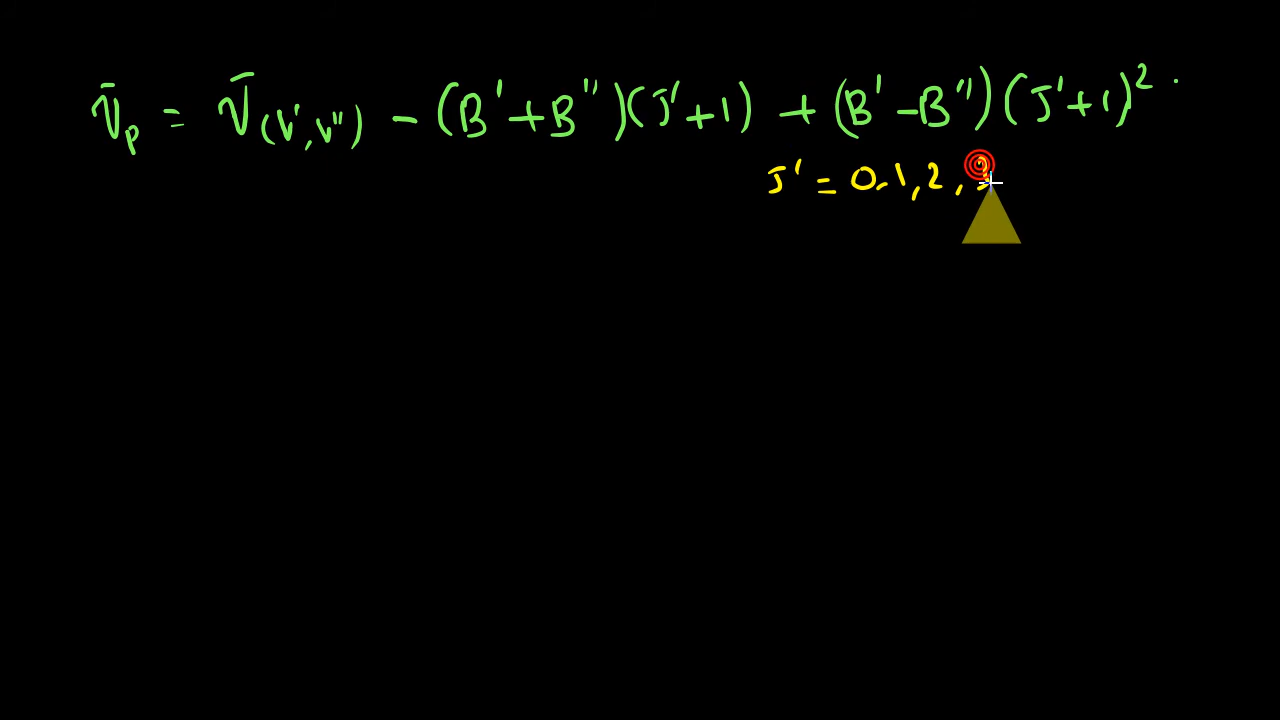 ν̄ₚ = ν̄(v′,v″) − (B′+B″)(J′+1) + (B′−B″)(J′+1)² .
J′ = 0,1,2,